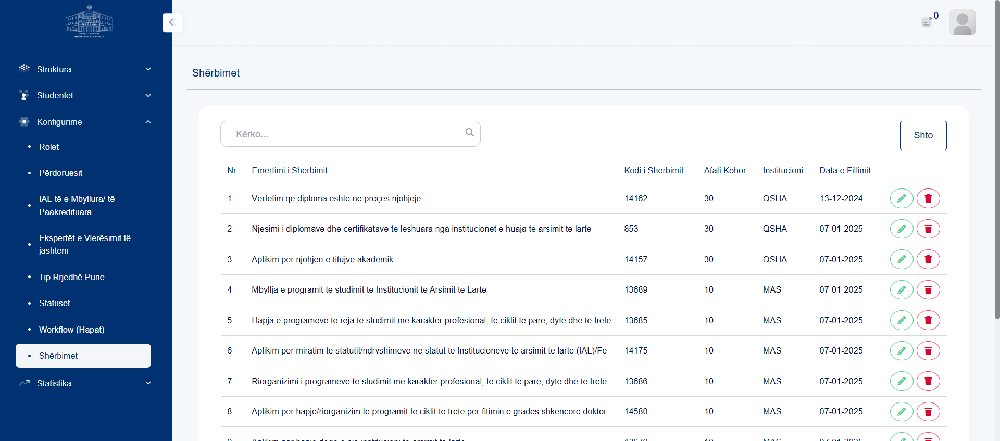 MINISTRIA E ARSIMIT
0
Struktura
Studentët
Konfigurime
Rolet
Përdoruesit
IAL-të e Mbyllura/ të
Paakredituara
Ekspertët e Vlerësimit të
jashtëm
Tip Rrjedhë Pune
Statuset
Workflow (Hapat)
Shërbimet
Statistika
Shërbimet
Kërko...
Shto
Nr Emërtimi i Shërbimit Kodi i Shërbimit Afati Kohor Institucioni Data e Fillimit
1 Vërtetim që diploma është në proçes njohjeje 14162 30 QSHA 13-12-2024
2 Njësimi i diplomave dhe certifikatave të lëshuara nga institucionet e huaja të arsimit të lartë 853 30 QSHA 07-01-2025
3 Aplikim per njohjen e titujve akademik 14157 30 QSHA 07-01-2025
4 Mbyllja e programit te studimit te Institucionit te Arsimit te Larte 13689 10 MAS 07-01-2025
5 Hapja e programeve te reja te studimit me karakter profesional, te ciklit te pare, dyte dhe te trete 13685 10 MAS 07-01-2025
6 Aplikim për miratim të statutit/ndryshimeve në statut të Institucioneve të arsimit të lartë (IAL)/Fe 14175 10 MAS 07-01-2025
7 Riorganizimi i programeve te studimit me karakter profesional, te ciklit te pare, dyte dhe te trete 13686 10 MAS 07-01-2025
8 Aplikim për hapje/riorganizim te programit të ciklit të tretë për fitimin e gradës shkencore doktor 14580 10 MAS 07-01-2025